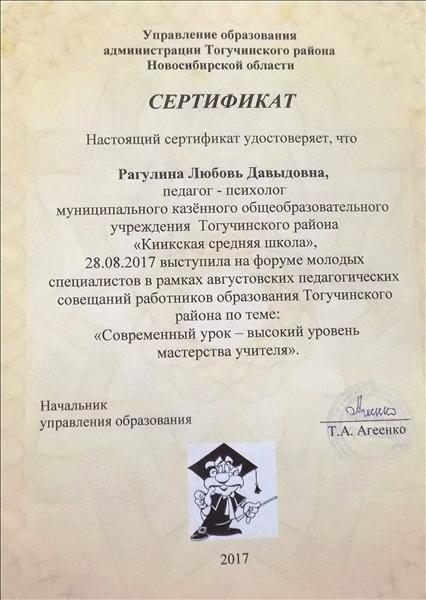 Управление образования
администрации Тогучинского района
Новосибирской области
СЕРТИФИКАТ
Настоящий сертификат удостоверяет, что
Рагулина Любовь Давыдовна,
педагог - психолог
муниципального казённого общеобразовательного
учреждения Тогучинского района
«Киикская средняя школа»,
28.08.2017 выступила на форуме молодых
специалистов в рамках августовских педагогических
совещаний работников образования Тогучинского
района по теме:
«Современный урок – высокий уровень
мастерства учителя».
Начальник
управления образования
Агеенко
Т.А. Агеенко
2017